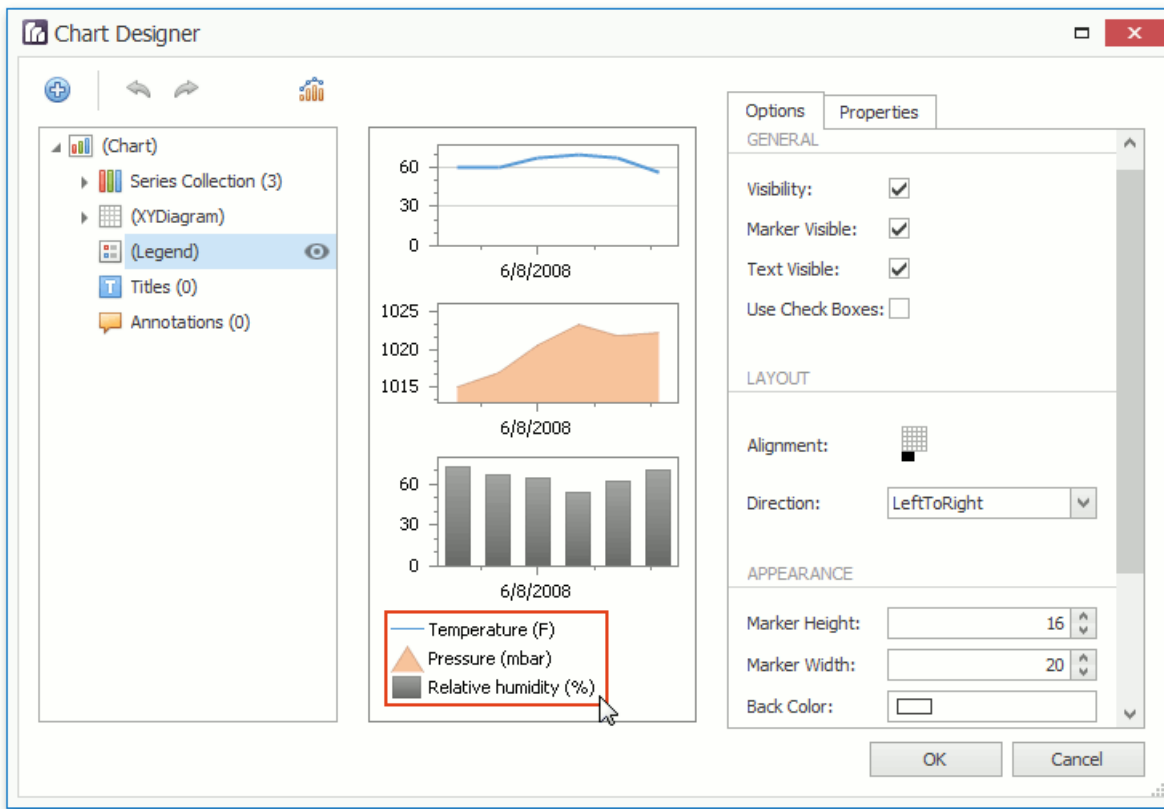 Chart Designer
(Chart)
Series Collection (3)
(XYDiagram)
(Legend)
Titles (0)
Annotations (0)
60
30
0
6/8/2008
1025
1020
1015
6/8/2008
60
30
0
6/8/2008
Temperature (F)
Pressure (mbar)
Relative humidity (%)
Options
Properties
GENERAL
Visibility:
Marker Visible:
Text Visible:
Use Check Boxes:
LAYOUT
Alignment:
Direction: LeftToRight
APPEARANCE
Marker Height: 16
Marker Width: 20
Back Color:
OK
Cancel